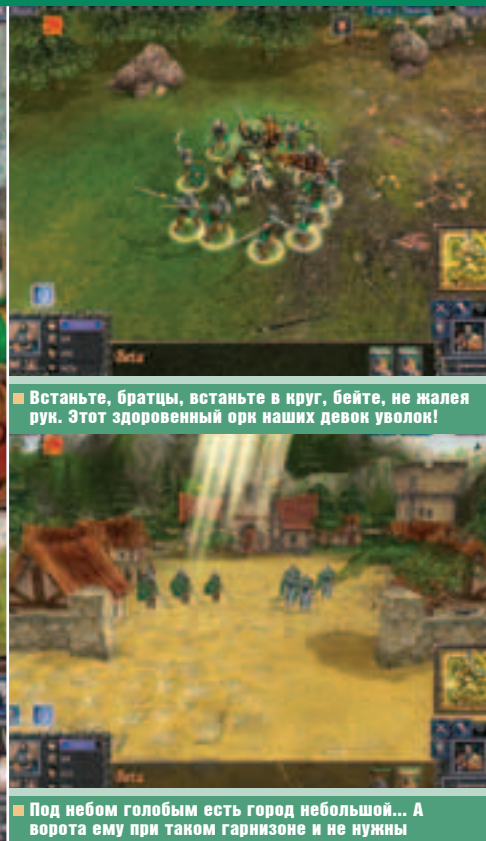 Beta
Встаньте, братцы, встаньте в круг, бейте, не жалея
рук. Этот здоровенный орк наших девок уволок!
Beta
Под небом голобым есть город небольшой... А
ворота ему при таком гарнизоне и не нужны